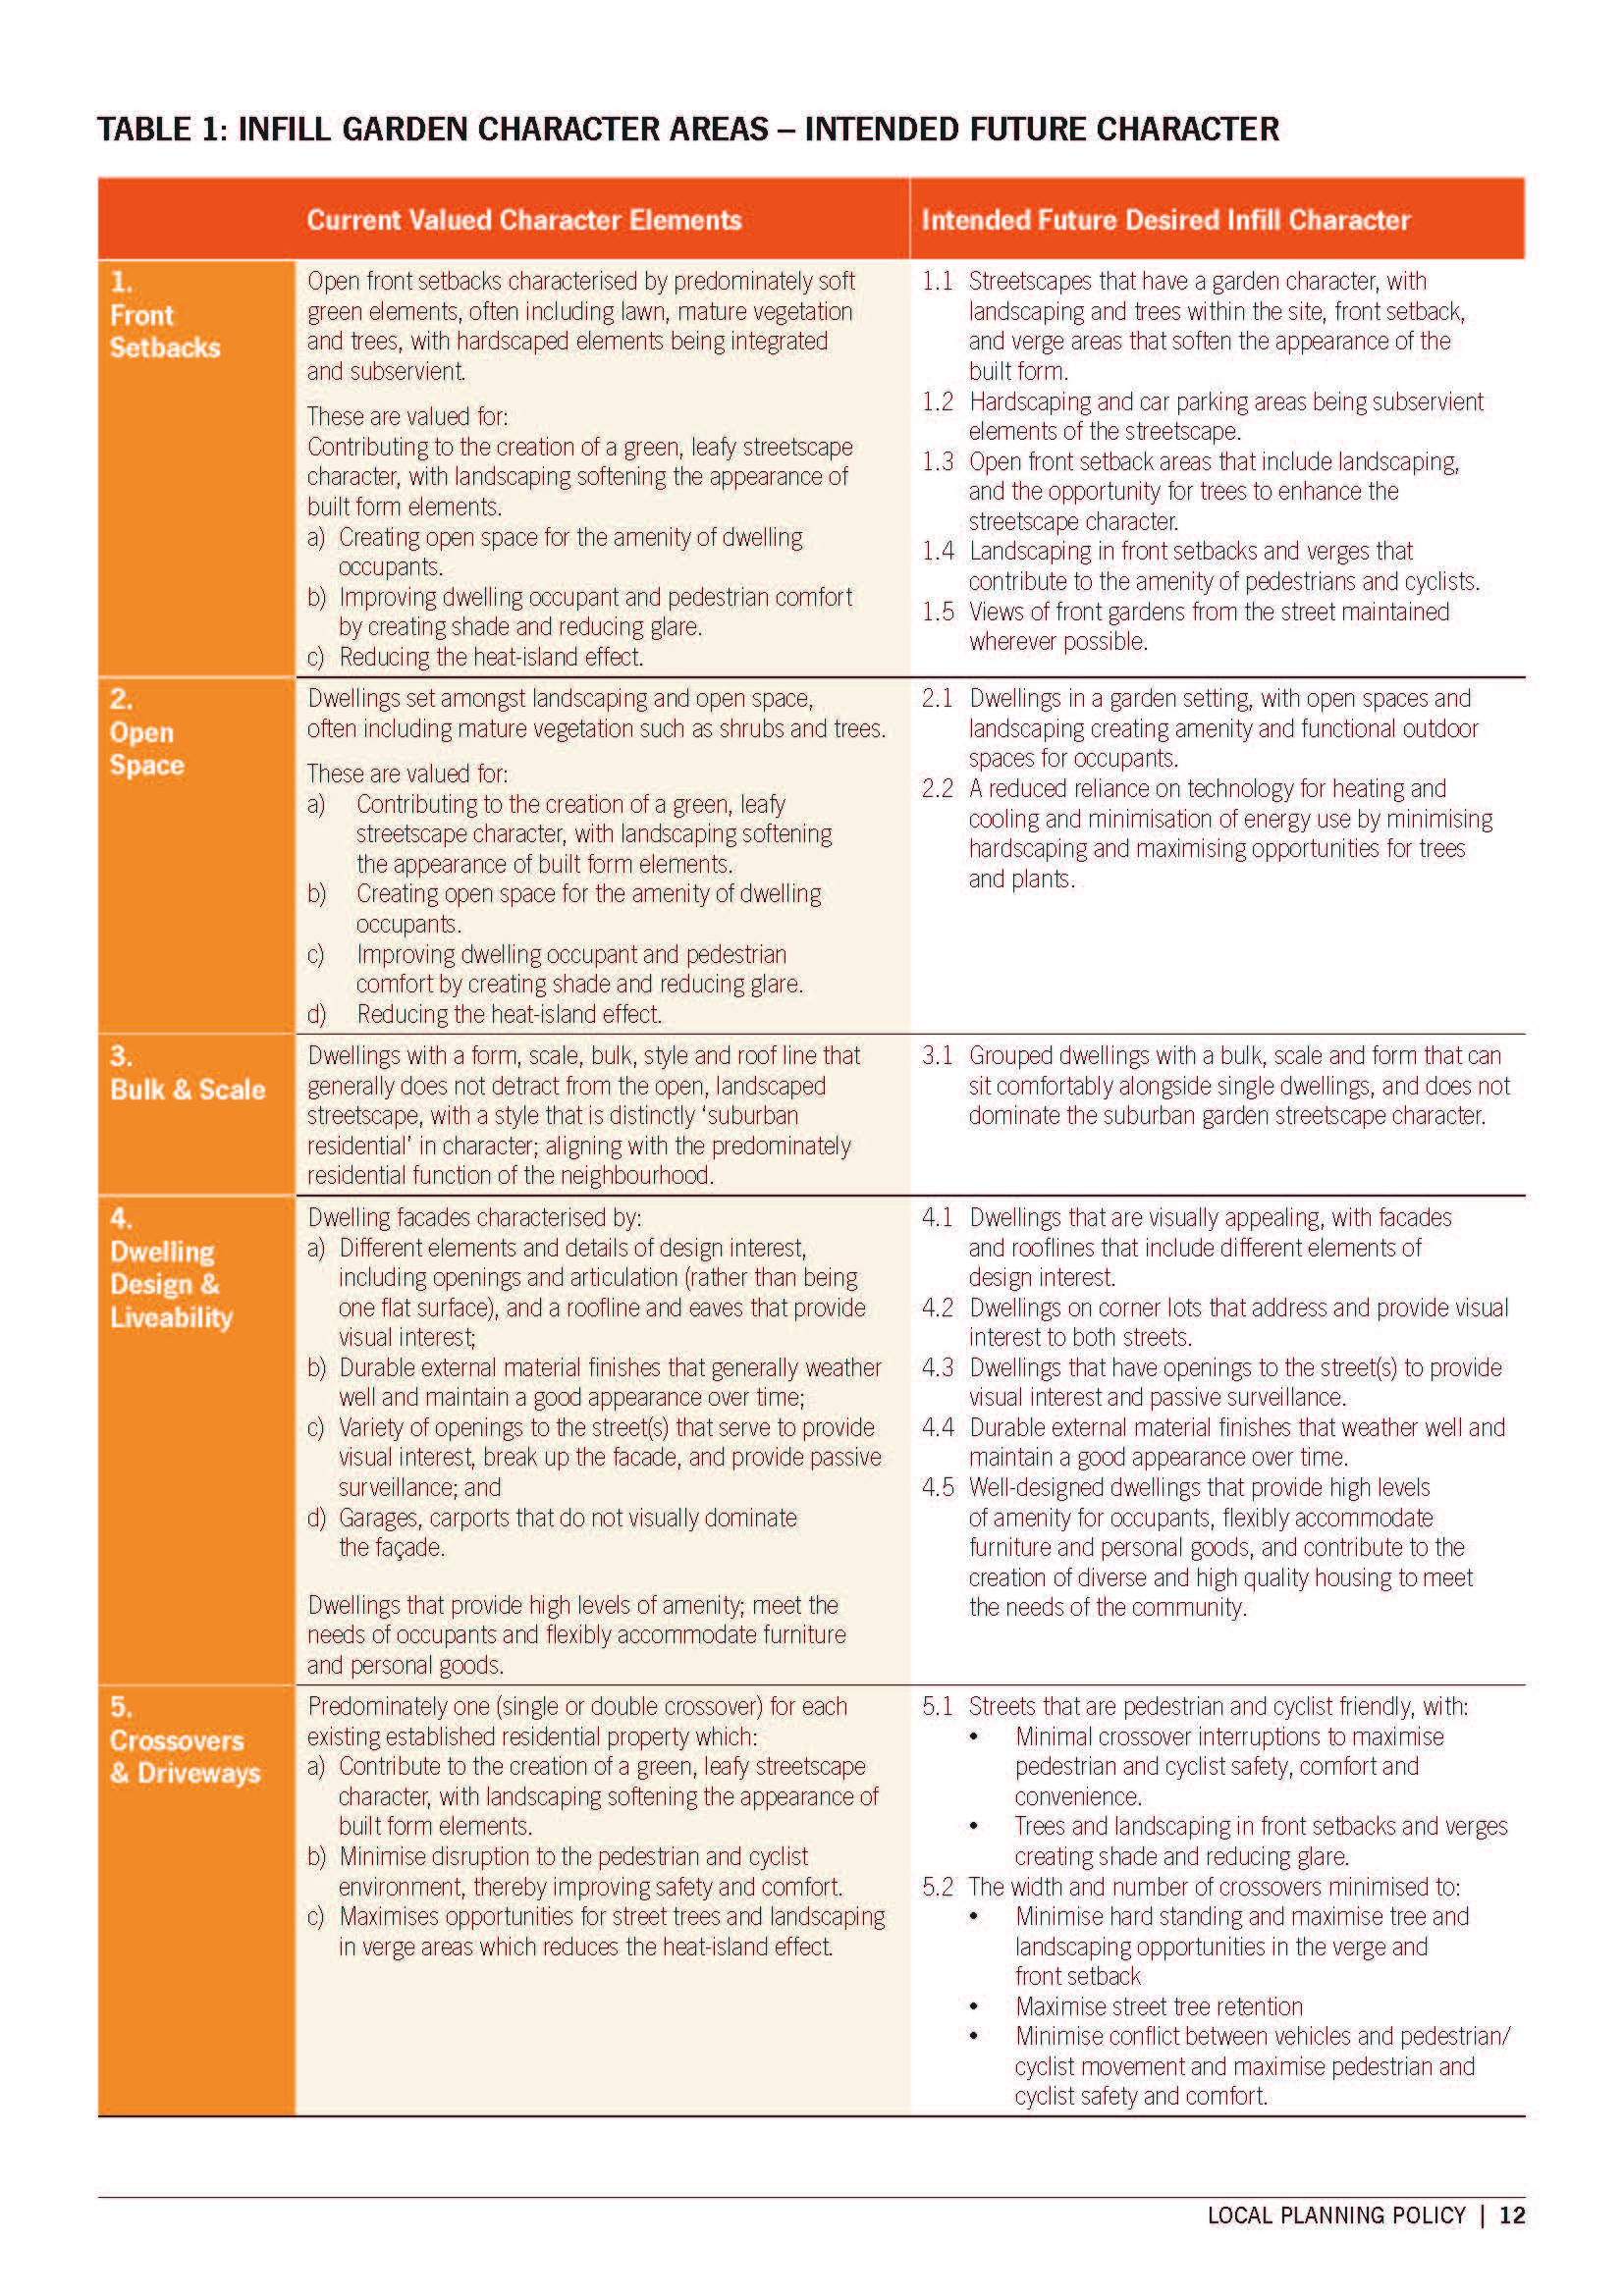 TABLE 1: INFILL GARDEN CHARACTER AREAS – INTENDED FUTURE CHARACTER
Current Valued Character Elements
Intended Future Desired Infill Character
1.
Front
Setbacks
Open front setbacks characterised by predominately soft
green elements, often including lawn, mature vegetation
and trees, with hardscaped elements being integrated
and subservient.
These are valued for:
Contributing to the creation of a green, leafy streetscape
character, with landscaping softening the appearance of
built form elements.
a) Creating open space for the amenity of dwelling
occupants.
b) Improving dwelling occupant and pedestrian comfort
by creating shade and reducing glare.
c) Reducing the heat-island effect.
1.1 Streetscapes that have a garden character, with
landscaping and trees within the site, front setback,
and verge areas that soften the appearance of the
built form.
1.2 Hardscaping and car parking areas being subservient
elements of the streetscape.
1.3 Open front setback areas that include landscaping,
and the opportunity for trees to enhance the
streetscape character.
1.4 Landscaping in front setbacks and verges that
contribute to the amenity of pedestrians and cyclists.
1.5 Views of front gardens from the street maintained
wherever possible.
2.
Open
Space
Dwellings set amongst landscaping and open space,
often including mature vegetation such as shrubs and trees.
These are valued for:
a) Contributing to the creation of a green, leafy
streetscape character, with landscaping softening
the appearance of built form elements.
b) Creating open space for the amenity of dwelling
occupants.
c) Improving dwelling occupant and pedestrian
comfort by creating shade and reducing glare.
d) Reducing the heat-island effect.
2.1 Dwellings in a garden setting, with open spaces and
landscaping creating amenity and functional outdoor
spaces for occupants.
2.2 A reduced reliance on technology for heating and
cooling and minimisation of energy use by minimising
hardscaping and maximising opportunities for trees
and plants.
3.
Bulk & Scale
Dwellings with a form, scale, bulk, style and roof line that
generally does not detract from the open, landscaped
streetscape, with a style that is distinctly ‘suburban
residential’ in character; aligning with the predominately
residential function of the neighbourhood.
3.1 Grouped dwellings with a bulk, scale and form that can
sit comfortably alongside single dwellings, and does not
dominate the suburban garden streetscape character.
4.
Dwelling
Design &
Liveability
Dwelling facades characterised by:
a) Different elements and details of design interest,
including openings and articulation (rather than being
one flat surface), and a roofline and eaves that provide
visual interest;
b) Durable external material finishes that generally weather
well and maintain a good appearance over time;
c) Variety of openings to the street(s) that serve to provide
visual interest, break up the facade, and provide passive
surveillance; and
d) Garages, carports that do not visually dominate
the façade.
Dwellings that provide high levels of amenity; meet the
needs of occupants and flexibly accommodate furniture
and personal goods.
4.1 Dwellings that are visually appealing, with facades
and rooflines that include different elements of
design interest.
4.2 Dwellings on corner lots that address and provide visual
interest to both streets.
4.3 Dwellings that have openings to the street(s) to provide
visual interest and passive surveillance.
4.4 Durable external material finishes that weather well and
maintain a good appearance over time.
4.5 Well-designed dwellings that provide high levels
of amenity for occupants, flexibly accommodate
furniture and personal goods, and contribute to the
creation of diverse and high quality housing to meet
the needs of the community.
5.
Crossovers
& Driveways
Predominately one (single or double crossover) for each
existing established residential property which:
a) Contribute to the creation of a green, leafy streetscape
character, with landscaping softening the appearance of
built form elements.
b) Minimise disruption to the pedestrian and cyclist
environment, thereby improving safety and comfort.
c) Maximises opportunities for street trees and landscaping
in verge areas which reduces the heat-island effect.
5.1 Streets that are pedestrian and cyclist friendly, with:
• Minimal crossover interruptions to maximise
pedestrian and cyclist safety, comfort and
convenience.
• Trees and landscaping in front setbacks and verges
creating shade and reducing glare.
5.2 The width and number of crossovers minimised to:
• Minimise hard standing and maximise tree and
landscaping opportunities in the verge and
front setback
• Maximise street tree retention
• Minimise conflict between vehicles and pedestrian/
cyclist movement and maximise pedestrian and
cyclist safety and comfort.
LOCAL PLANNING POLICY | 12